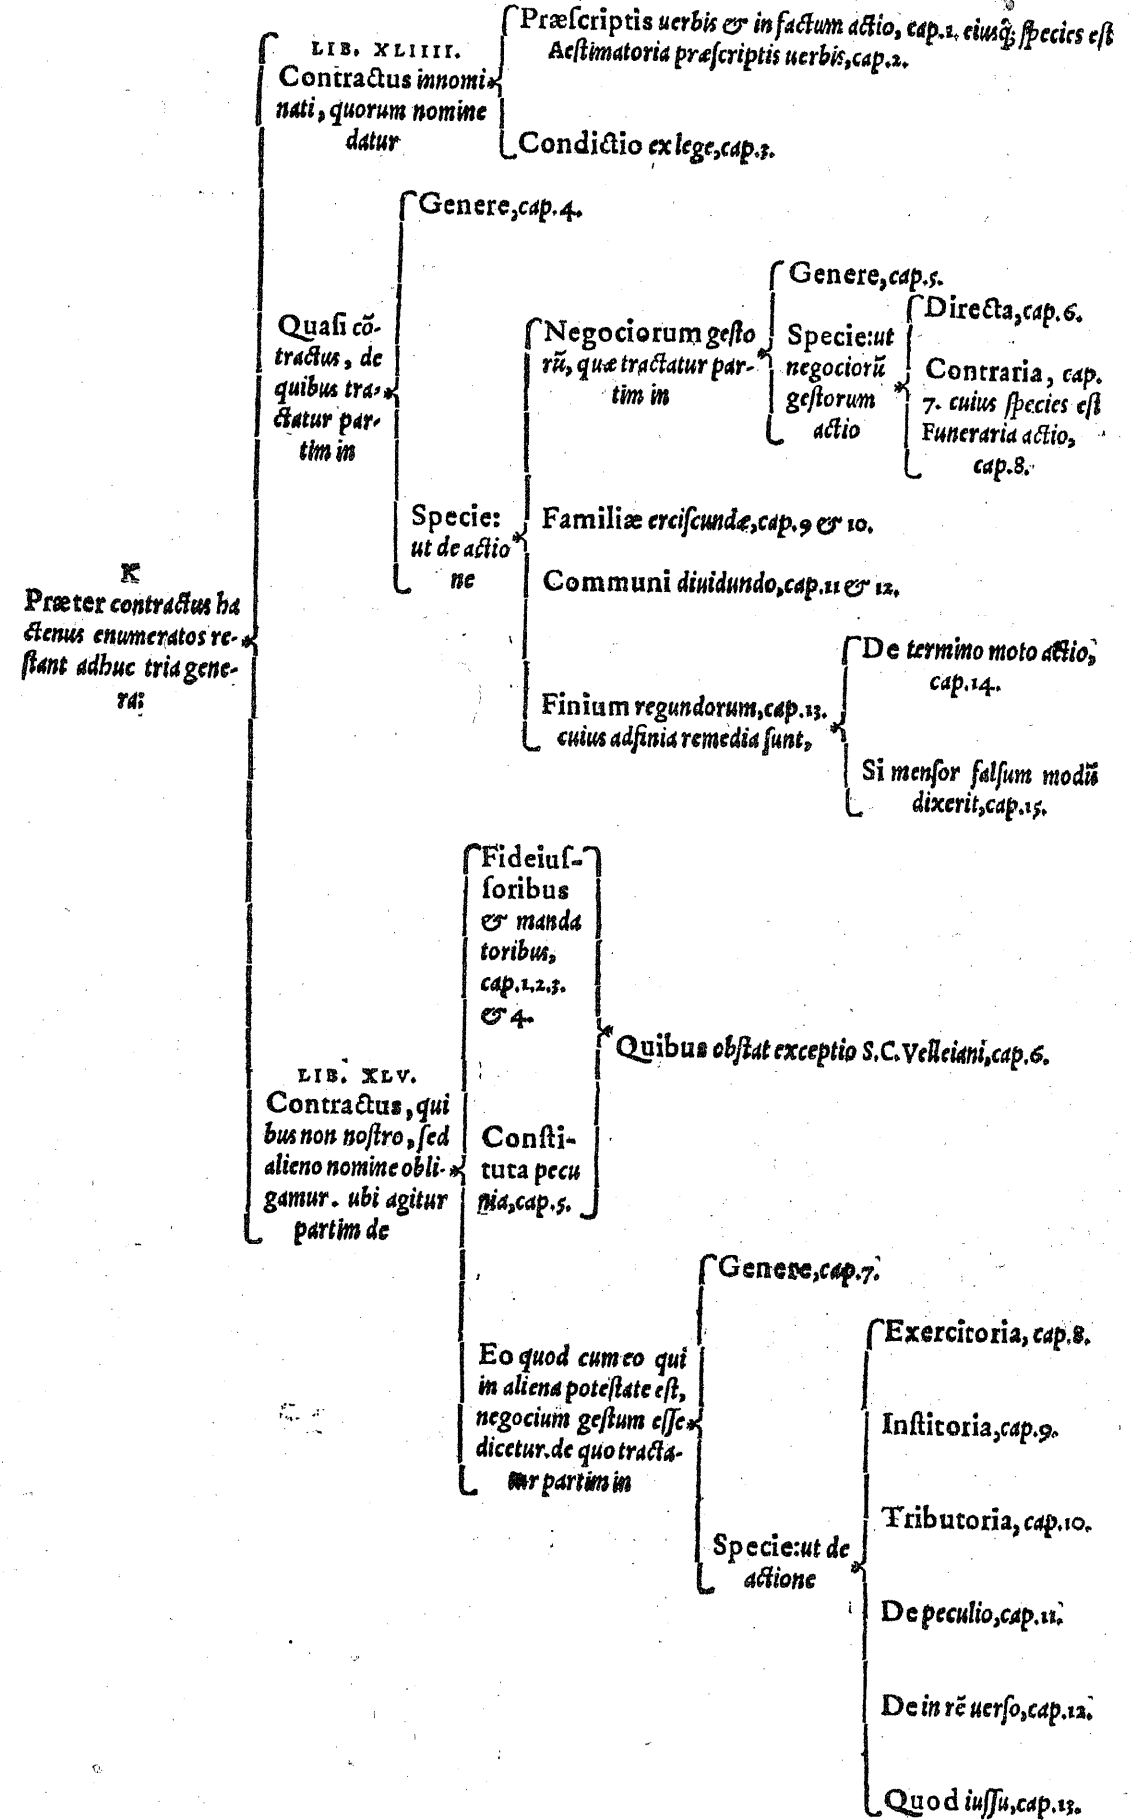 K
Præter contractus ha
ctenus enumeratos re-
ſtant adhuc tria gene-
ra:
LIB. XLIIII.
Contractus innomi
nati, quorum nomine
datur
Præſcriptis uerbis & in factum actio, cap.1. eiusq́; ſpecies eſt
Aeſtimatoria præſcriptis uerbis,cap.2.
Condictio ex lege,cap.3.
Quaſi cõ-
tractus, de
quibus tra-
ctatur par-
tim in
Genere,cap.4.
Specie:
ut de actio
ne
Negociorum geſto
rũ, quæ tractatur par-
tim in
Genere,cap.5.
Specie:ut
negociorũ
geſtorum
actio
Directa,cap.6.
Contraria, cap.
7. cuius ſpecies eſt
Funeraria actio,
cap.8.
Familiæ erciſcundæ,cap.9 & 10.
Communi diuidundo,cap.11 & 12.
Finium regundorum,cap.13.
cuius adfinia remedia ſunt,
De termino moto actio,
cap.14.
Si menſor falſum modũ
dixerit,cap.15.
LIB. XLV.
Contractus, qui
bus non noſtro, ſed
alieno nomine obli-
gamur. ubi agitur
partim de
Fideiuſ-
ſoribus
& manda
toribus,
cap.1.2.3.
& 4.
Conſti-
tuta pecu
nia,cap.5.
Quibus obſtat exceptio S.C.Velleiani,cap.6.
Eo quod cum eo qui
in aliena poteſtate eſt,
negocium geſtum eſſe
dicetur.de quo tracta-
tur partim in
Genere,cap.7.
Specie:ut de
actione
Exercitoria, cap.8.
Inſtitoria,cap.9.
Tributoria, cap.10.
De peculio,cap.11.
De in rẽ uerſo,cap.12.
Quod iuſſu,cap.13.